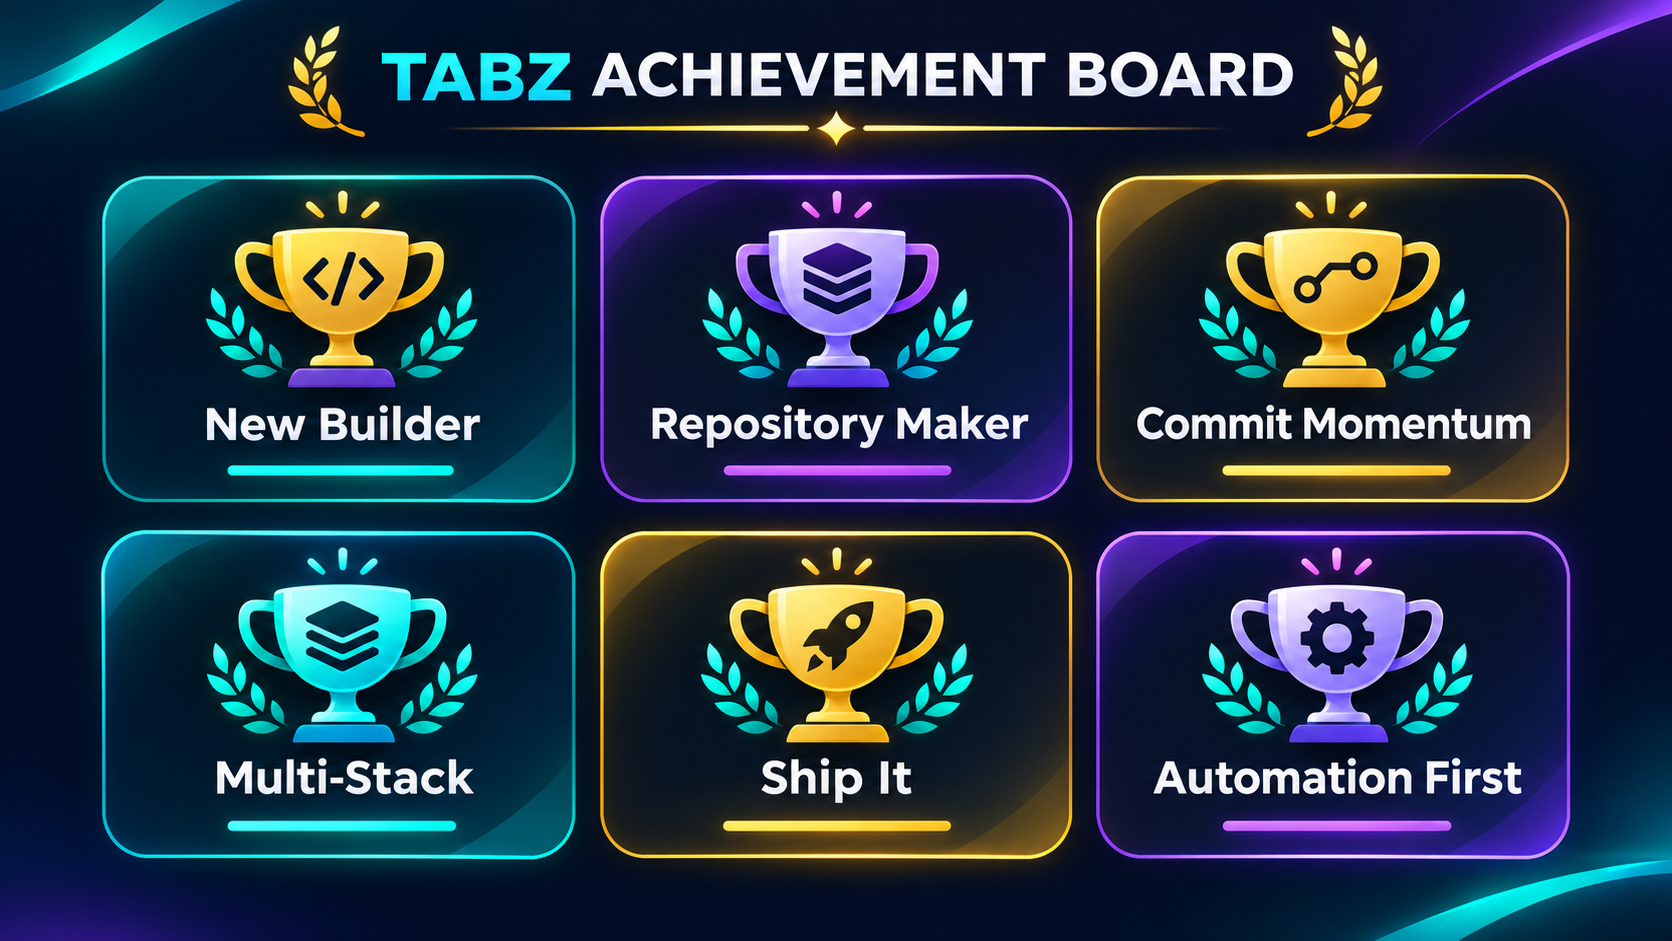 TABZ ACHIEVEMENT BOARD
</>
New Builder
Repository Maker
Commit Momentum
Multi-Stack
Ship It
Automation First